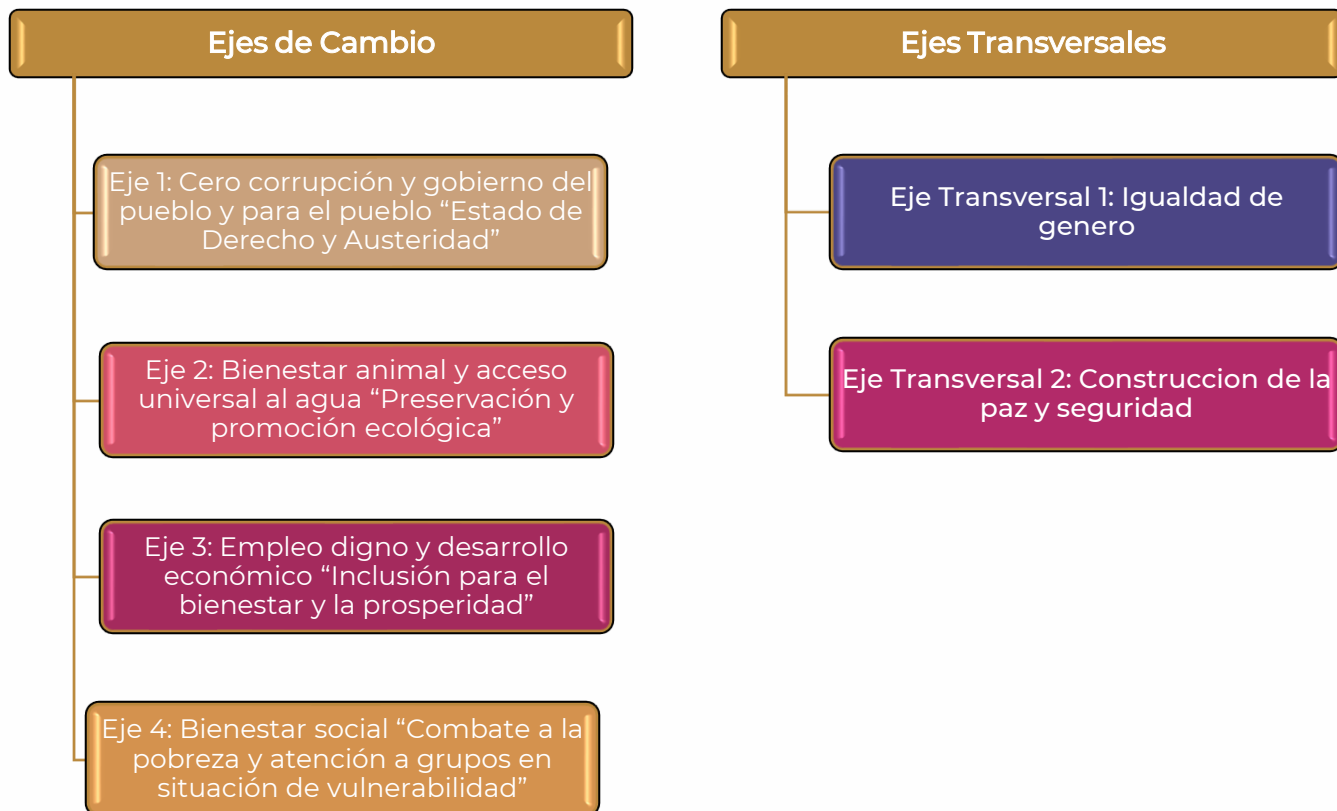 Ejes de Cambio
Eje 1: Cero corrupción y gobierno del
pueblo y para el pueblo “Estado de
Derecho y Austeridad”
Eje 2: Bienestar animal y acceso
universal al agua “Preservación y
promoción ecológica”
Eje 3: Empleo digno y desarrollo
económico “Inclusión para el
bienestar y la prosperidad”
Eje 4: Bienestar social “Combate a la
pobreza y atención a grupos en
situación de vulnerabilidad”
Ejes Transversales
Eje Transversal 1: Igualdad de
genero
Eje Transversal 2: Construccion de la
paz y seguridad